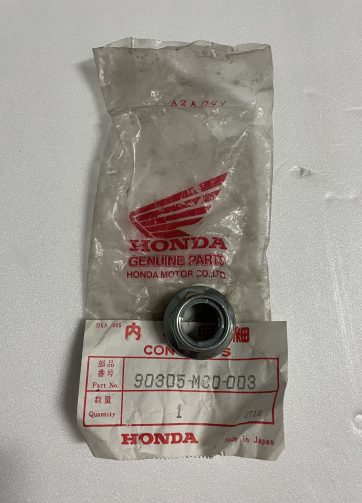 A2A044
HONDA
GENUINE PARTS
HONDA MOTOR CO.,LTD.
内
部品
番号
Part No.
90305-MC0-003
数量
Quantity
1
HONDA
Made in Japan